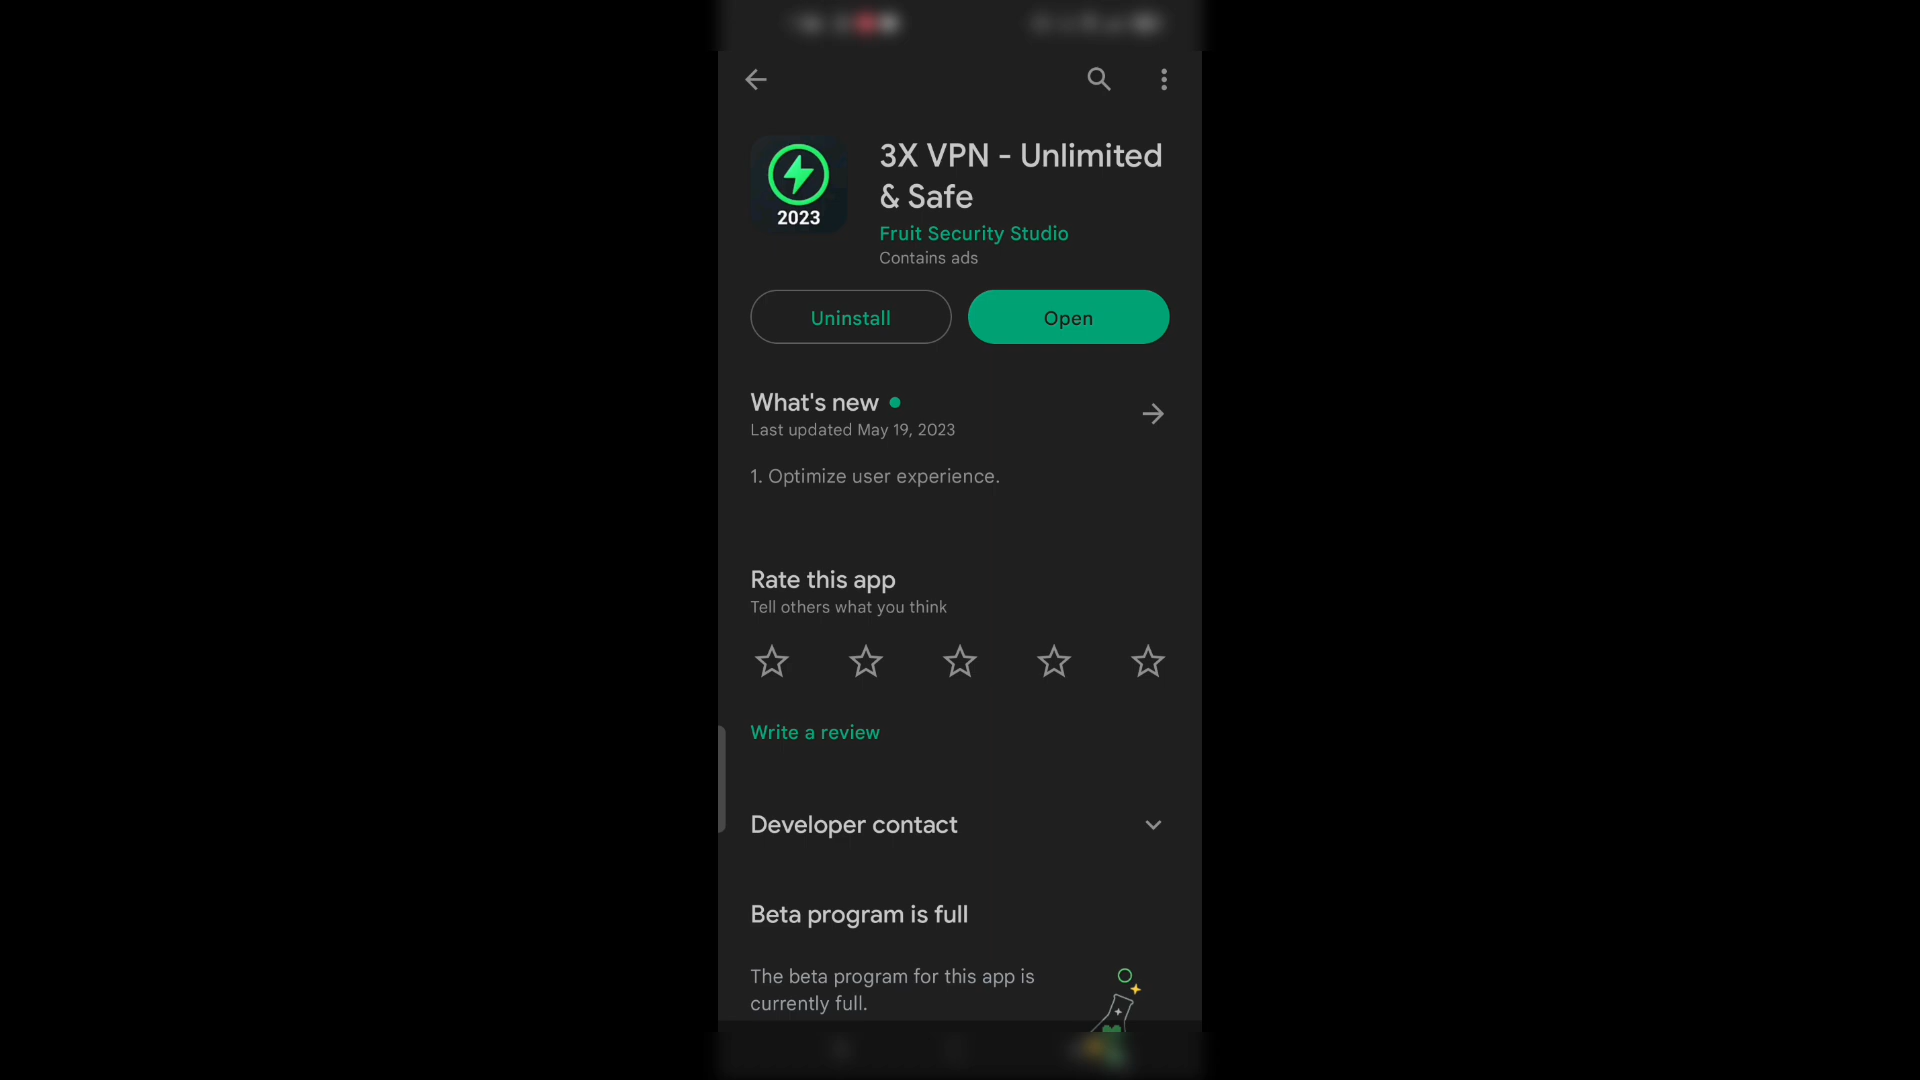 3X VPN - Unlimited
& Safe
2023
Fruit Security Studio
Contains ads
Uninstall
Open
What's new
Last updated May 19, 2023
1. Optimize user experience.
Rate this app
Tell others what you think
Write a review
Developer contact
Beta program is full
The beta program for this app is
currently full.